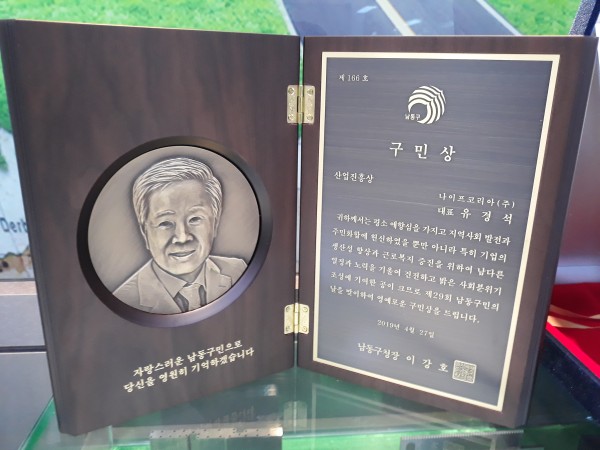 자랑스러운 남동구민으로
당신을 영원히 기억하겠습니다
제 166 호
남동구
구민상
산업진흥상
나이프코리아(주)
대표 유경석
귀하께서는 평소 애향심을 가지고 지역사회 발전과
주민화합에 헌신하였을 뿐만 아니라 특히 기업의
생산성 향상과 근로복지 증진을 위하여 남다른
열정과 노력을 기울여 건전하고 밝은 사회분위기
조성에 기여한 공이 크므로 제29회 남동구민의
날을 맞이하여 명예로운 구민상을 드립니다.
2019년 4월 27일
남동구청장 이강호
Derb